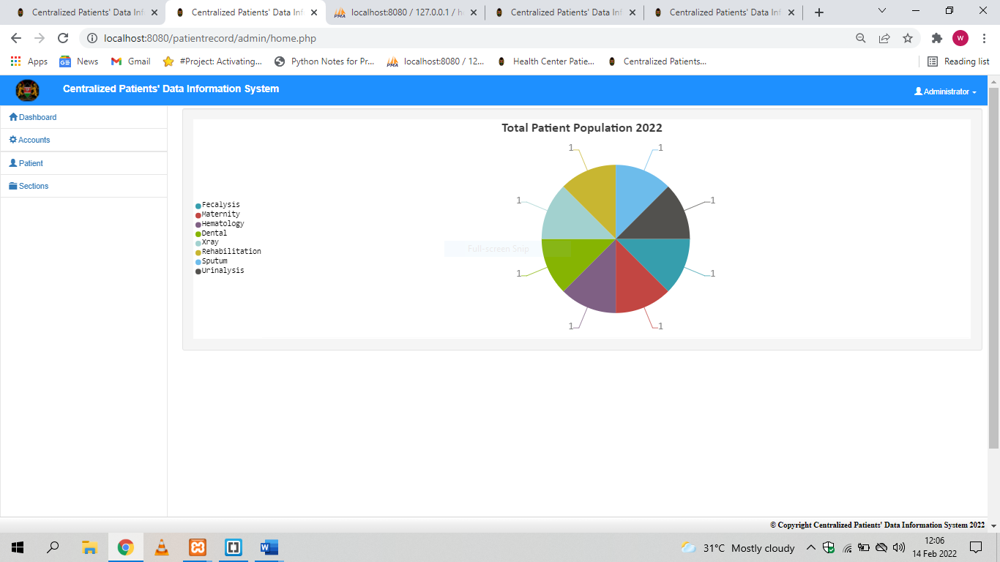 Centralized Patients' Data Inf
Centralized Patients' Data Inf
localhost:8080 / 127.0.0.1 / h
Centralized Patients' Data Inf
Centralized Patients' Data Inf
localhost:8080/patientrecord/admin/home.php
W
Apps
News
Gmail
#Project: Activating...
Python Notes for Pr...
localhost:8080 / 12...
Health Center Patie...
Centralized Patients...
Reading list
Centralized Patients' Data Information System
Administrator
Dashboard
Accounts
Patient
Sections
Total Patient Population 2022
1
1
1
1
1
1
1
1
Fecalysis
Maternity
Hematology
Dental
Xray
Rehabilitation
Sputum
Urinalysis
Full-screen Snip
© Copyright Centralized Patients' Data Information System 2022
31°C Mostly cloudy
12:06
14 Feb 2022